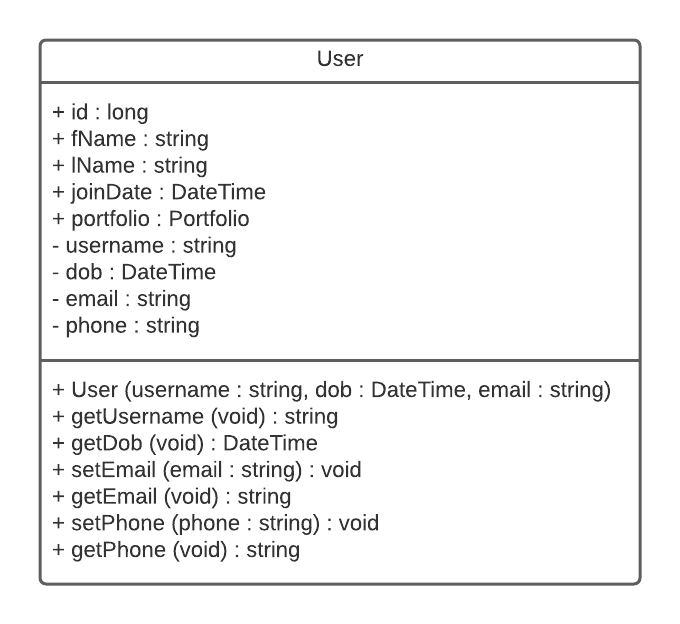 User
+ id : long
+ fName : string
+ lName : string
+ joinDate : DateTime
+ portfolio : Portfolio
- username : string
- dob : DateTime
- email : string
- phone : string
+ User (username : string, dob : DateTime, email : string)
+ getUsername (void) : string
+ getDob (void) : DateTime
+ setEmail (email : string) : void
+ getEmail (void) : string
+ setPhone (phone : string) : void
+ getPhone (void) : string